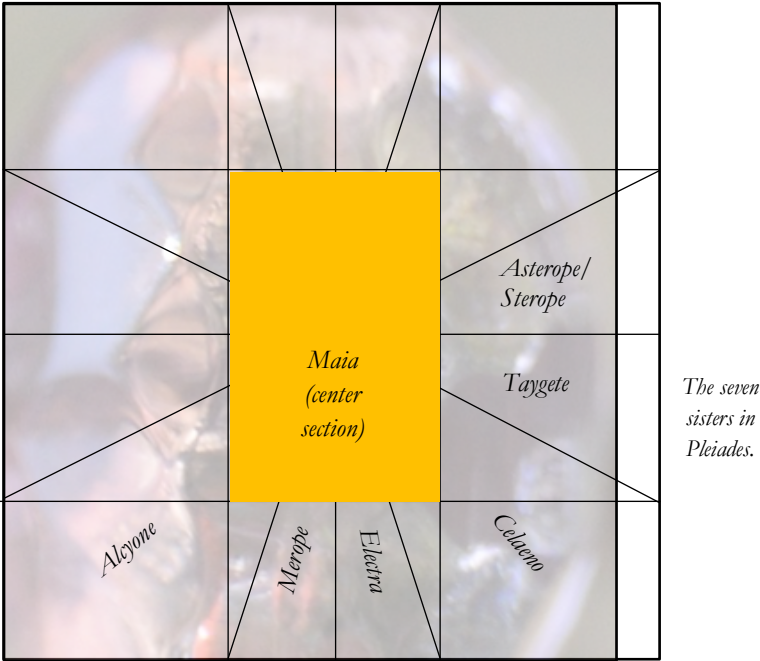 Asterope/
Sterope
Maia
(center
section)
Taygete
The seven
sisters in
Pleiades.
Alcyone
Merope
Electra
Celaeno